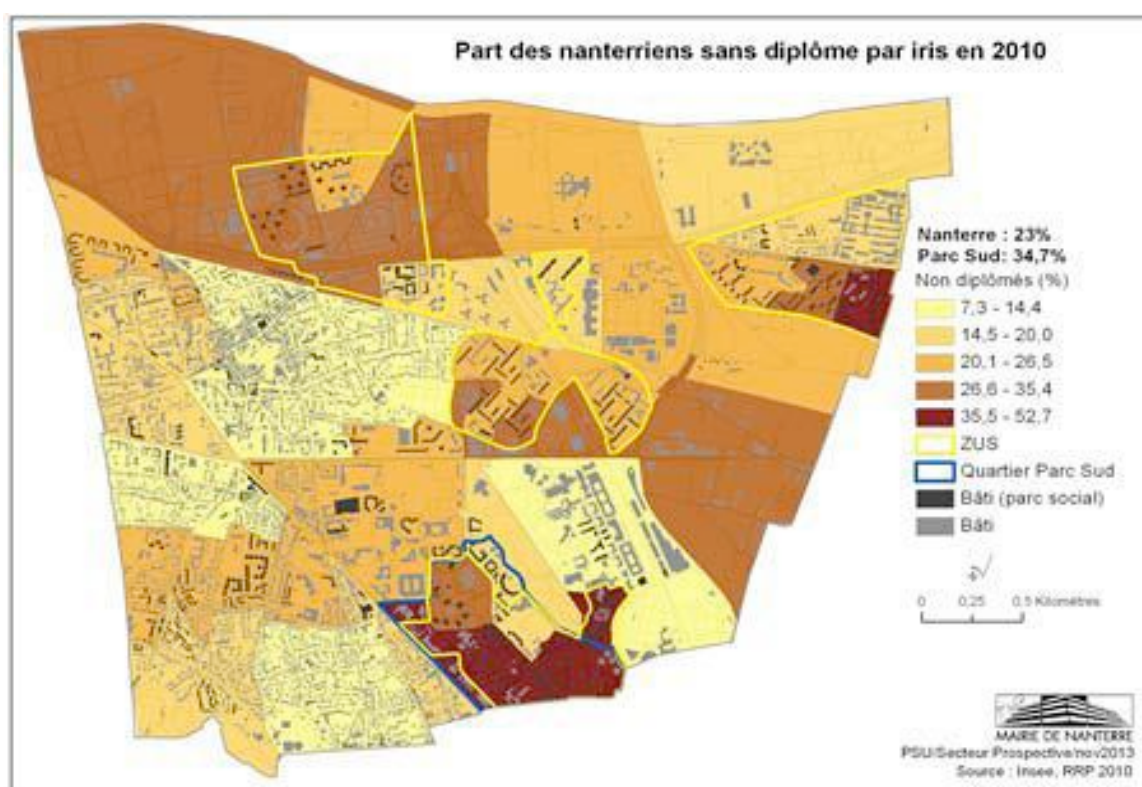 Part des nanterriens sans diplôme par iris en 2010
Nanterre : 23%
Parc Sud: 34,7%
Non diplômés (%)
7,3 - 14,4
14,5 - 20,0
20,1 - 26,5
26,6 - 35,4
35,5 - 52,7
ZUS
Quartier Parc Sud
Bâti (parc social)
Bâti
0 0,25 0,5 Kilomètres
MAIRIE DE NANTERRE
PSU/Secteur Prospective/nov2013
Source : Insee, RRP 2010